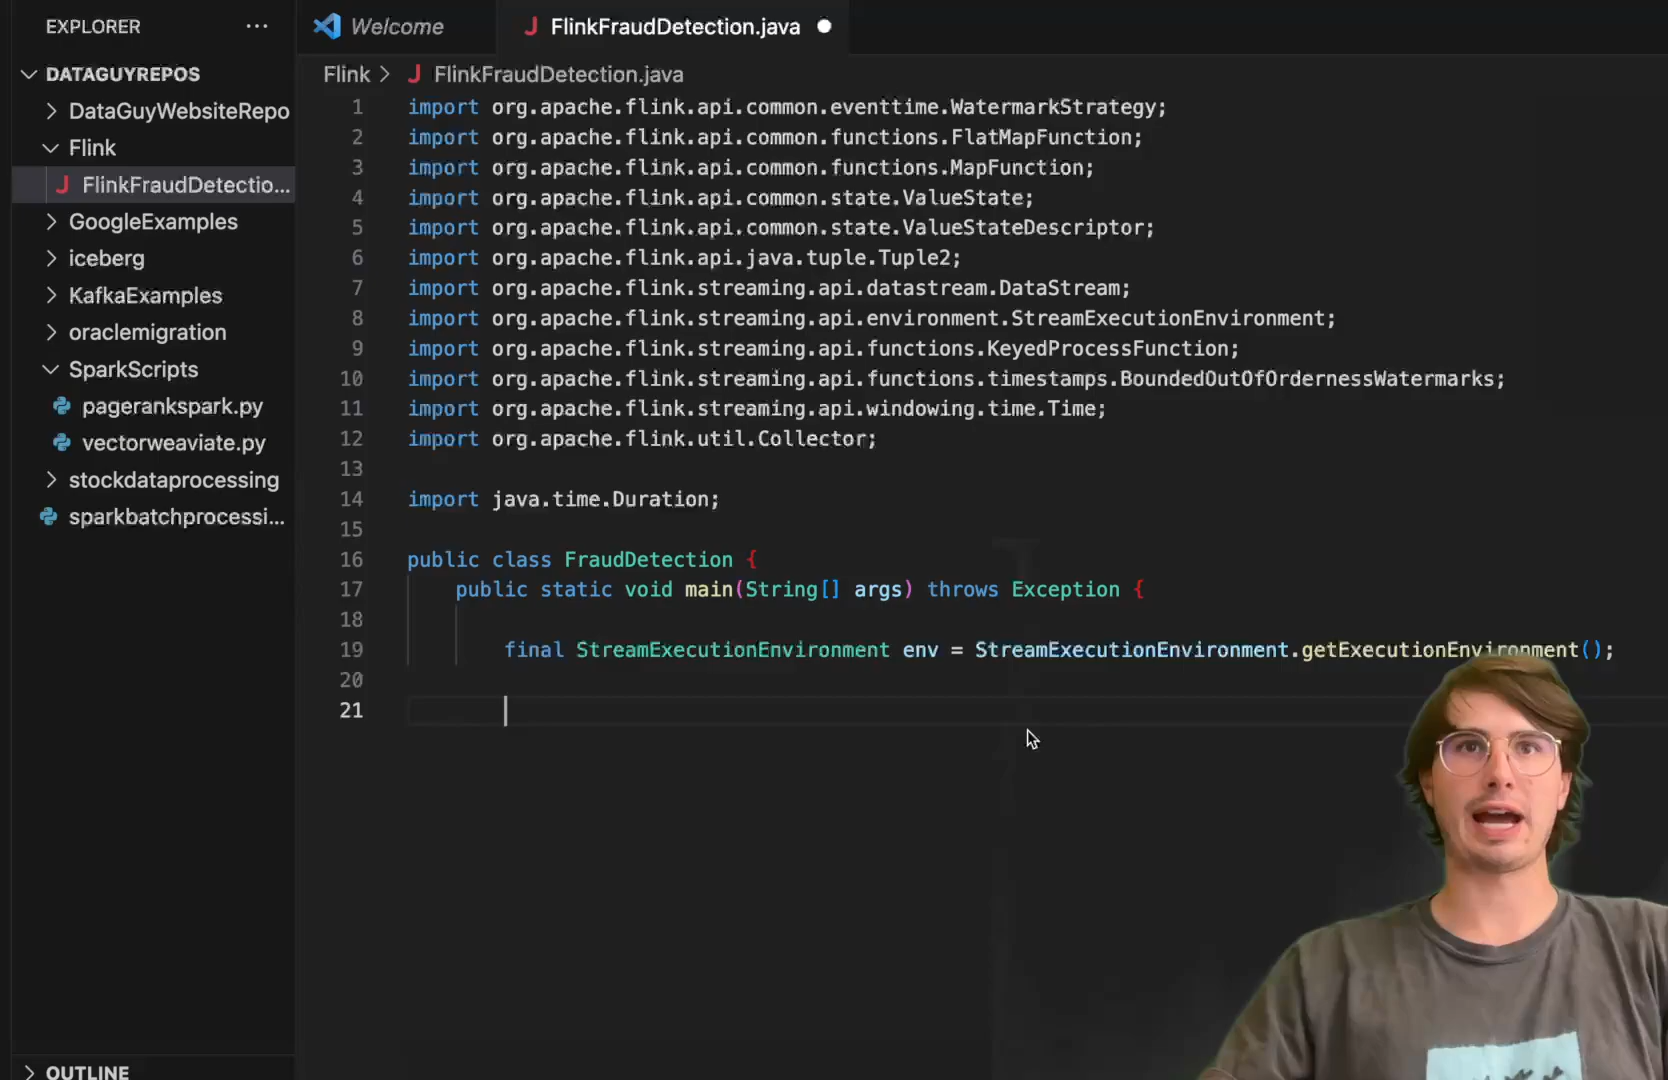 EXPLORER
DATAGUYREPOS
DataGuyWebsiteRepo
Flink
FlinkFraudDetectio...
GoogleExamples
iceberg
KafkaExamples
oraclemigration
SparkScripts
pagerankspark.py
vectorweaviate.py
stockdataprocessing
sparkbatchprocessi...
OUTLINE
Welcome
FlinkFraudDetection.java
Flink > FlinkFraudDetection.java
1 import org.apache.flink.api.common.eventtime.WatermarkStrategy;
2 import org.apache.flink.api.common.functions.FlatMapFunction;
3 import org.apache.flink.api.common.functions.MapFunction;
4 import org.apache.flink.api.common.state.ValueState;
5 import org.apache.flink.api.common.state.ValueStateDescriptor;
6 import org.apache.flink.api.java.tuple.Tuple2;
7 import org.apache.flink.streaming.api.datastream.DataStream;
8 import org.apache.flink.streaming.api.environment.StreamExecutionEnvironment;
9 import org.apache.flink.streaming.api.functions.KeyedProcessFunction;
10 import org.apache.flink.streaming.api.functions.timestamps.BoundedOutOfOrdernessWatermarks;
11 import org.apache.flink.streaming.api.windowing.time.Time;
12 import org.apache.flink.util.Collector;
13
14 import java.time.Duration;
15
16 public class FraudDetection {
17 public static void main(String[] args) throws Exception {
18
19 final StreamExecutionEnvironment env = StreamExecutionEnvironment.getExecutionEnvironment();
20
21